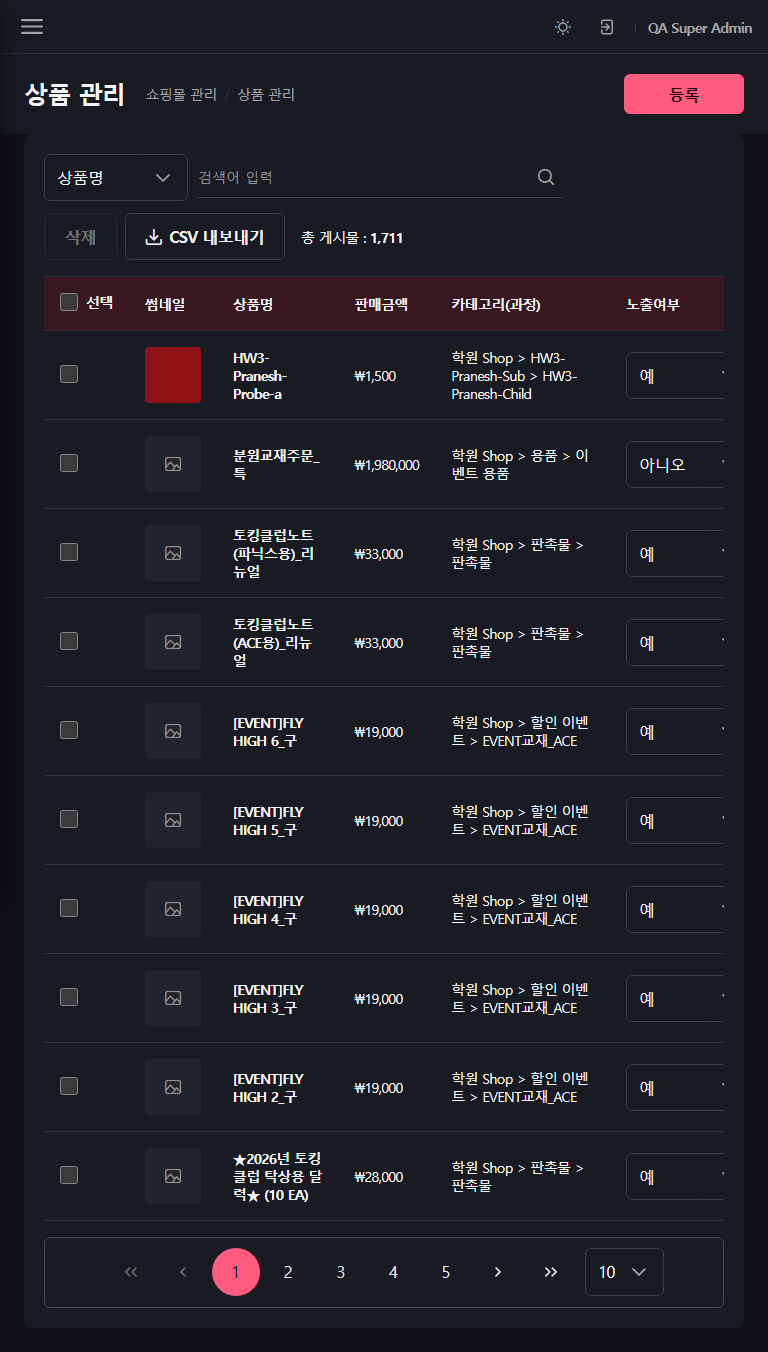 QA Super Admin
상품 관리
쇼핑몰 관리 / 상품 관리
등록
상품명
검색어 입력
삭제
CSV 내보내기
총 게시물 : 1,711
선택 썸네일 상품명 판매금액 카테고리(과정) 노출여부
HW3-
Pranesh-
Probe-a
₩1,500
학원 Shop > HW3-
Pranesh-Sub > HW3-
Pranesh-Child
예
분원교재주문_
특
₩1,980,000
학원 Shop > 용품 > 이
벤트 용품
아니오
토킹클럽노트
(파닉스용)_리
뉴얼
₩33,000
학원 Shop > 판촉물 >
판촉물
예
토킹클럽노트
(ACE용)_리뉴
얼
₩33,000
학원 Shop > 판촉물 >
판촉물
예
[EVENT]FLY
HIGH 6_구
₩19,000
학원 Shop > 할인 이벤
트 > EVENT교재_ACE
예
[EVENT]FLY
HIGH 5_구
₩19,000
학원 Shop > 할인 이벤
트 > EVENT교재_ACE
예
[EVENT]FLY
HIGH 4_구
₩19,000
학원 Shop > 할인 이벤
트 > EVENT교재_ACE
예
[EVENT]FLY
HIGH 3_구
₩19,000
학원 Shop > 할인 이벤
트 > EVENT교재_ACE
예
[EVENT]FLY
HIGH 2_구
₩19,000
학원 Shop > 할인 이벤
트 > EVENT교재_ACE
예
★2026년 토킹
클럽 탁상용 달
력★ (10 EA)
₩28,000
학원 Shop > 판촉물 >
판촉물
예
1 2 3 4 5 10